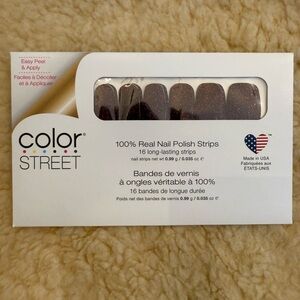 Easy Peel
& Apply
Faciles à Décoller
et à Appliquer
color®
STREET
100% Real Nail Polish Strips
16 long-lasting strips
nail strips net wt 0.99 g / 0.035 oz ℮
Made in USA
Fabriquées aux
ÉTATS-UNIS
Bandes de vernis
à ongles véritable à 100%
16 bandes de longue durée
Poids net des bandes de vernis 0.99 g / 0.035 oz ℮